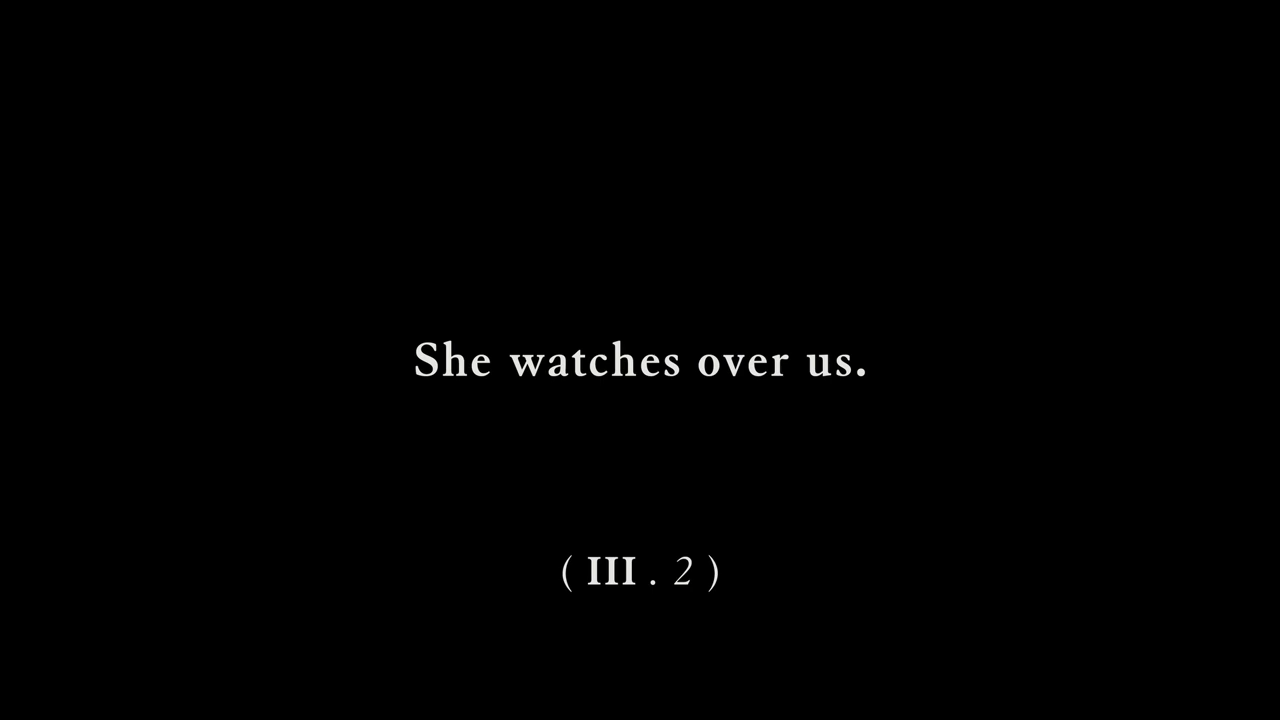 She watches over us.
( III . 2 )